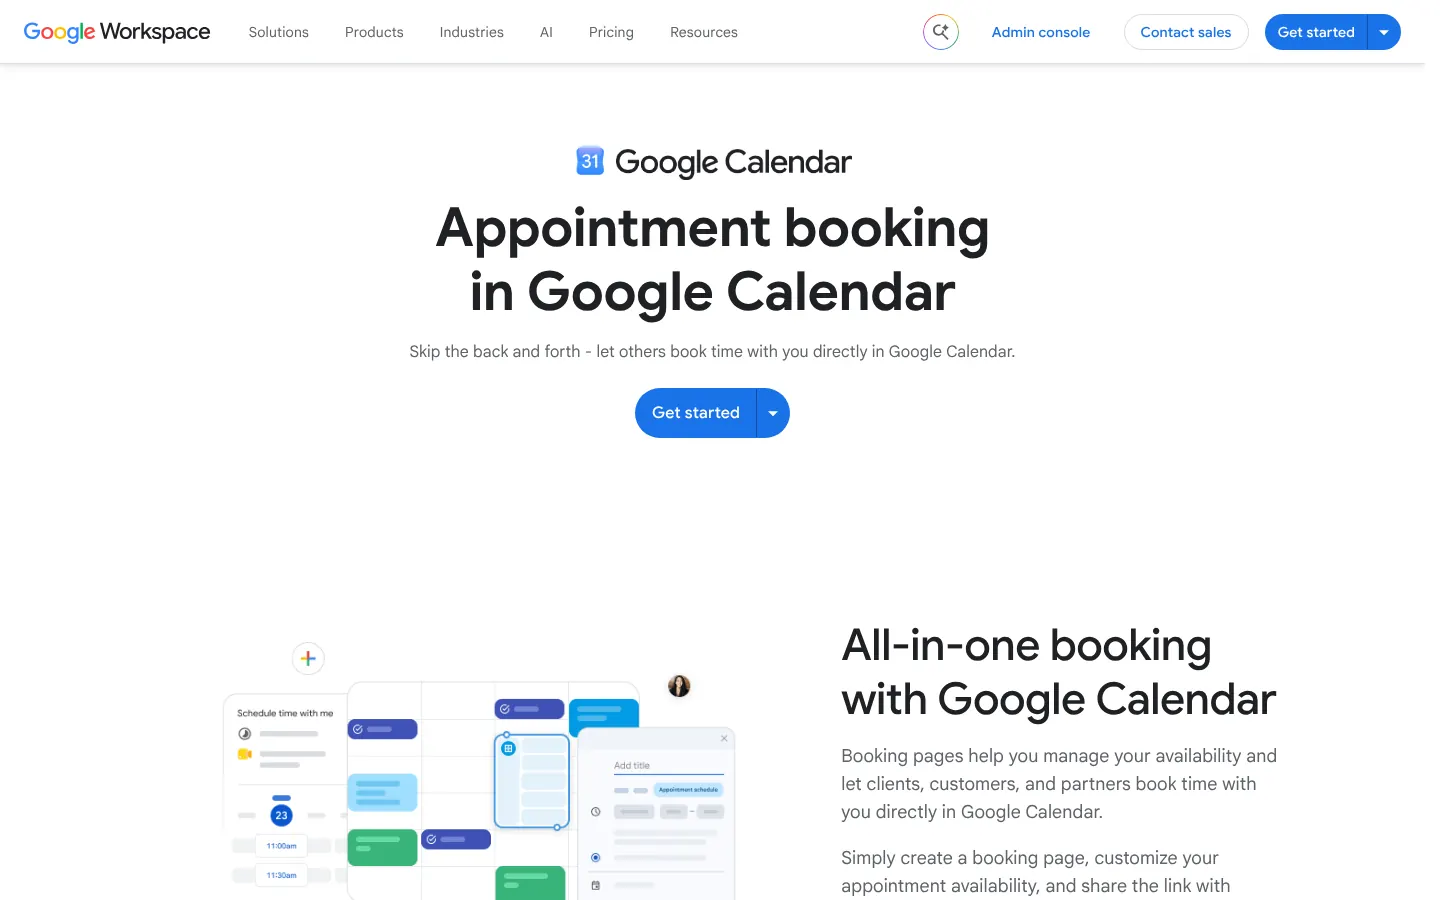 Google Workspace
Solutions
Products
Industries
AI
Pricing
Resources
Admin console
Contact sales
Get started
31 Google Calendar
Appointment booking
in Google Calendar
Skip the back and forth - let others book time with you directly in Google Calendar.
Get started
Schedule time with me
23
11:00am
11:30am
Add title
Appointment schedule
All-in-one booking
with Google Calendar
Booking pages help you manage your availability and
let clients, customers, and partners book time with
you directly in Google Calendar.
Simply create a booking page, customize your
appointment availability, and share the link with